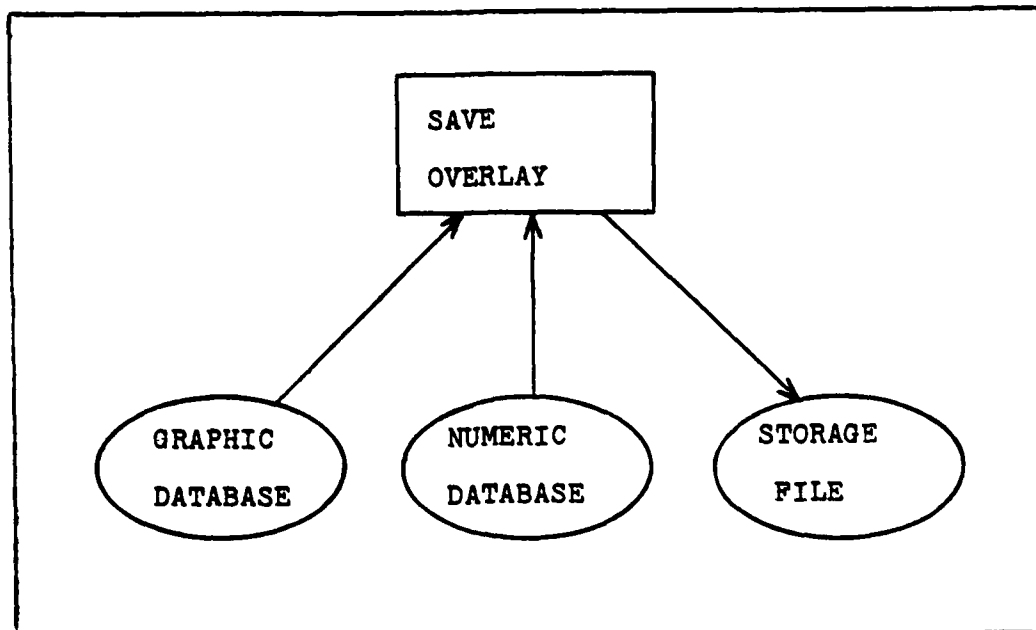 SAVE
OVERLAY
GRAPHIC
DATABASE
NUMERIC
DATABASE
STORAGE
FILE